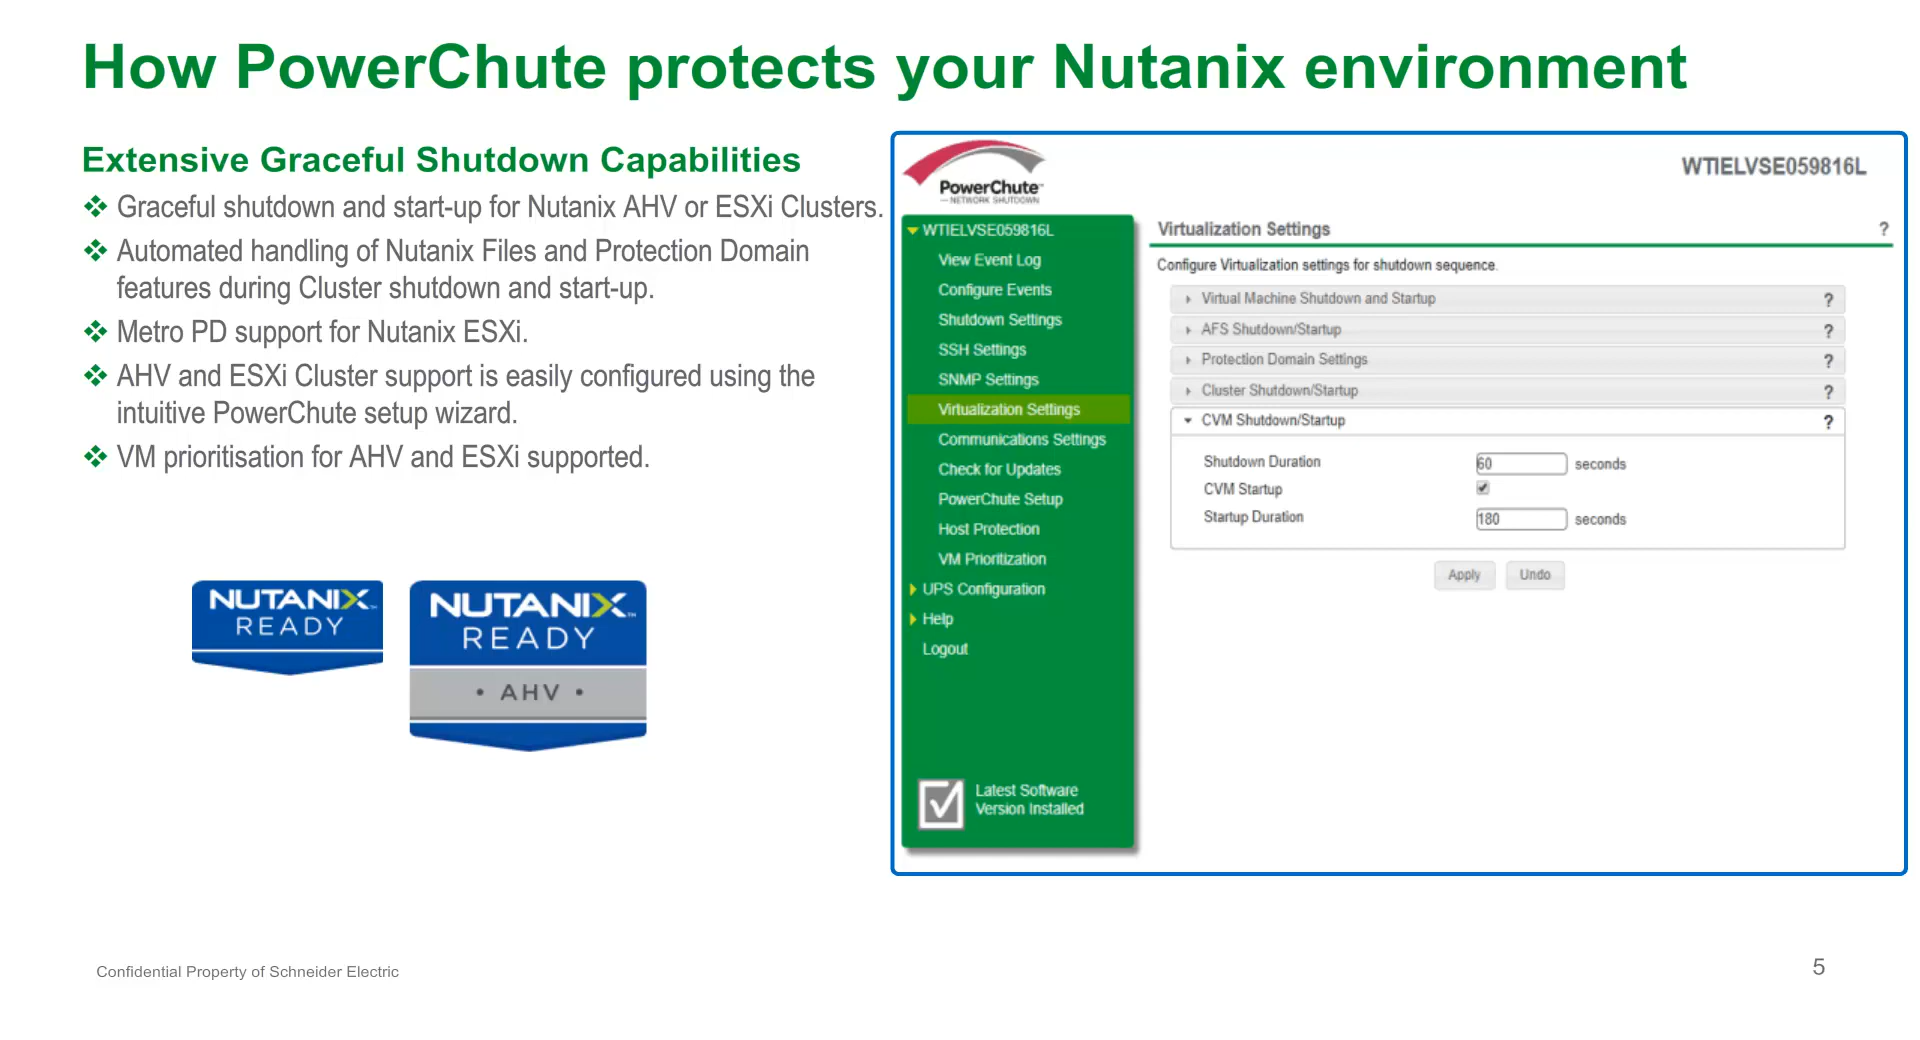 How PowerChute protects your Nutanix environment
Extensive Graceful Shutdown Capabilities
Graceful shutdown and start-up for Nutanix AHV or ESXi Clusters.
Automated handling of Nutanix Files and Protection Domain
features during Cluster shutdown and start-up.
Metro PD support for Nutanix ESXi.
AHV and ESXi Cluster support is easily configured using the
intuitive PowerChute setup wizard.
VM prioritisation for AHV and ESXi supported.
NUTANIX™
READY
NUTANIX™
READY
• AHV •
PowerChute™
NETWORK SHUTDOWN
WTIELVSE059816L
WTIELVSE059816L
View Event Log
Configure Events
Shutdown Settings
SSH Settings
SNMP Settings
Virtualization Settings
Communications Settings
Check for Updates
PowerChute Setup
Host Protection
VM Prioritization
UPS Configuration
Help
Logout
Latest Software
Version Installed
Virtualization Settings ?
Configure Virtualization settings for shutdown sequence.
Virtual Machine Shutdown and Startup ?
AFS Shutdown/Startup ?
Protection Domain Settings ?
Cluster Shutdown/Startup ?
CVM Shutdown/Startup ?
Shutdown Duration 60 seconds
CVM Startup
Startup Duration 180 seconds
Apply Undo
Confidential Property of Schneider Electric
5